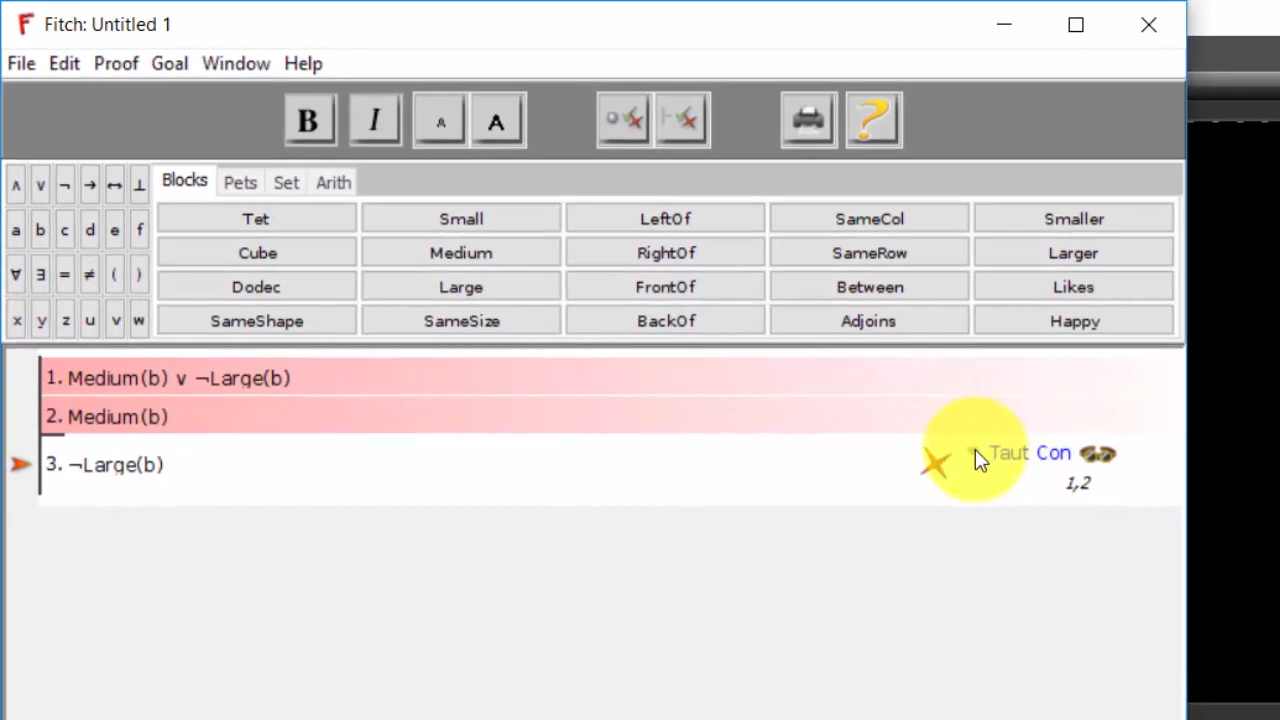 Fitch: Untitled 1
File Edit Proof Goal Window Help
B I A A ?
∧ ∨ ¬ → ↔ ⊥ Blocks Pets Set Arith
a b c d e f Tet Small LeftOf SameCol Smaller
Cube Medium RightOf SameRow Larger
∀ ∃ = ≠ ( ) Dodec Large FrontOf Between Likes
x y z u v w SameShape SameSize BackOf Adjoins Happy
1. Medium(b) ∨ ¬Large(b)
2. Medium(b)
3. ¬Large(b) Taut Con
1,2